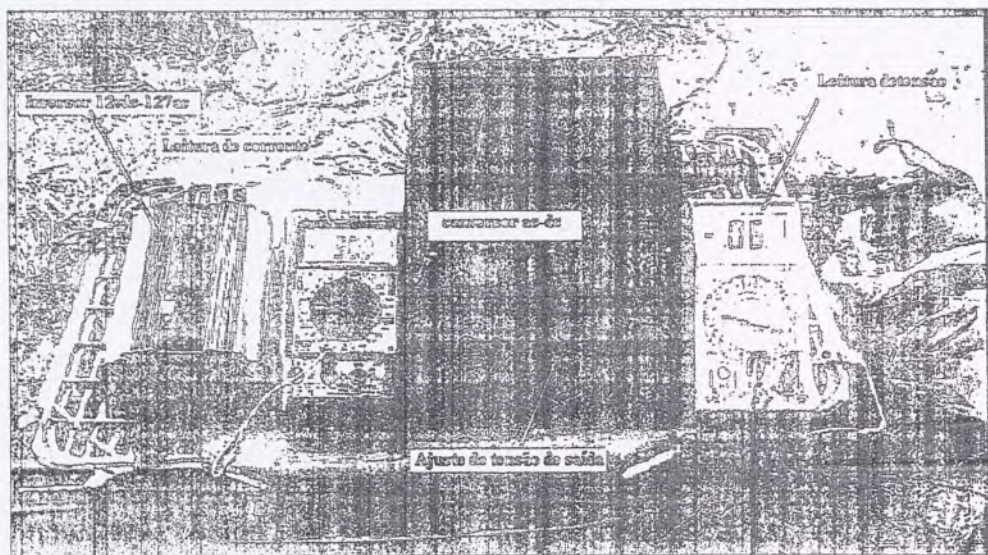 Inversor 12vdc-127ac
Leitura de corrente
Leitura de tensão
conversor ac-dc
Ajuste de tensão de saída